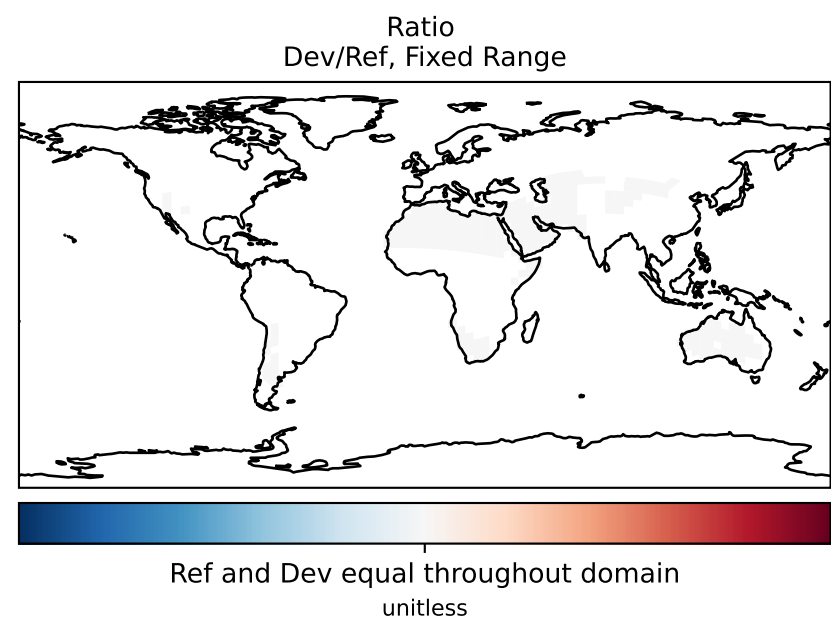 Ratio
Dev/Ref, Fixed Range
Ref and Dev equal throughout domain
unitless